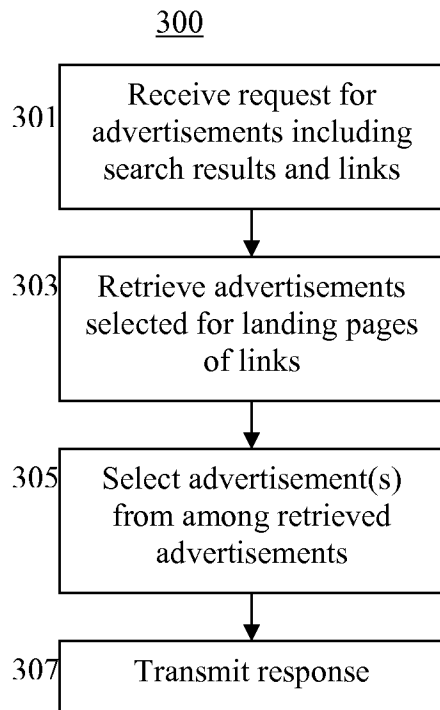 300
301
Receive request for
advertisements including
search results and links
303
Retrieve advertisements
selected for landing pages
of links
305
Select advertisement(s)
from among retrieved
advertisements
307
Transmit response